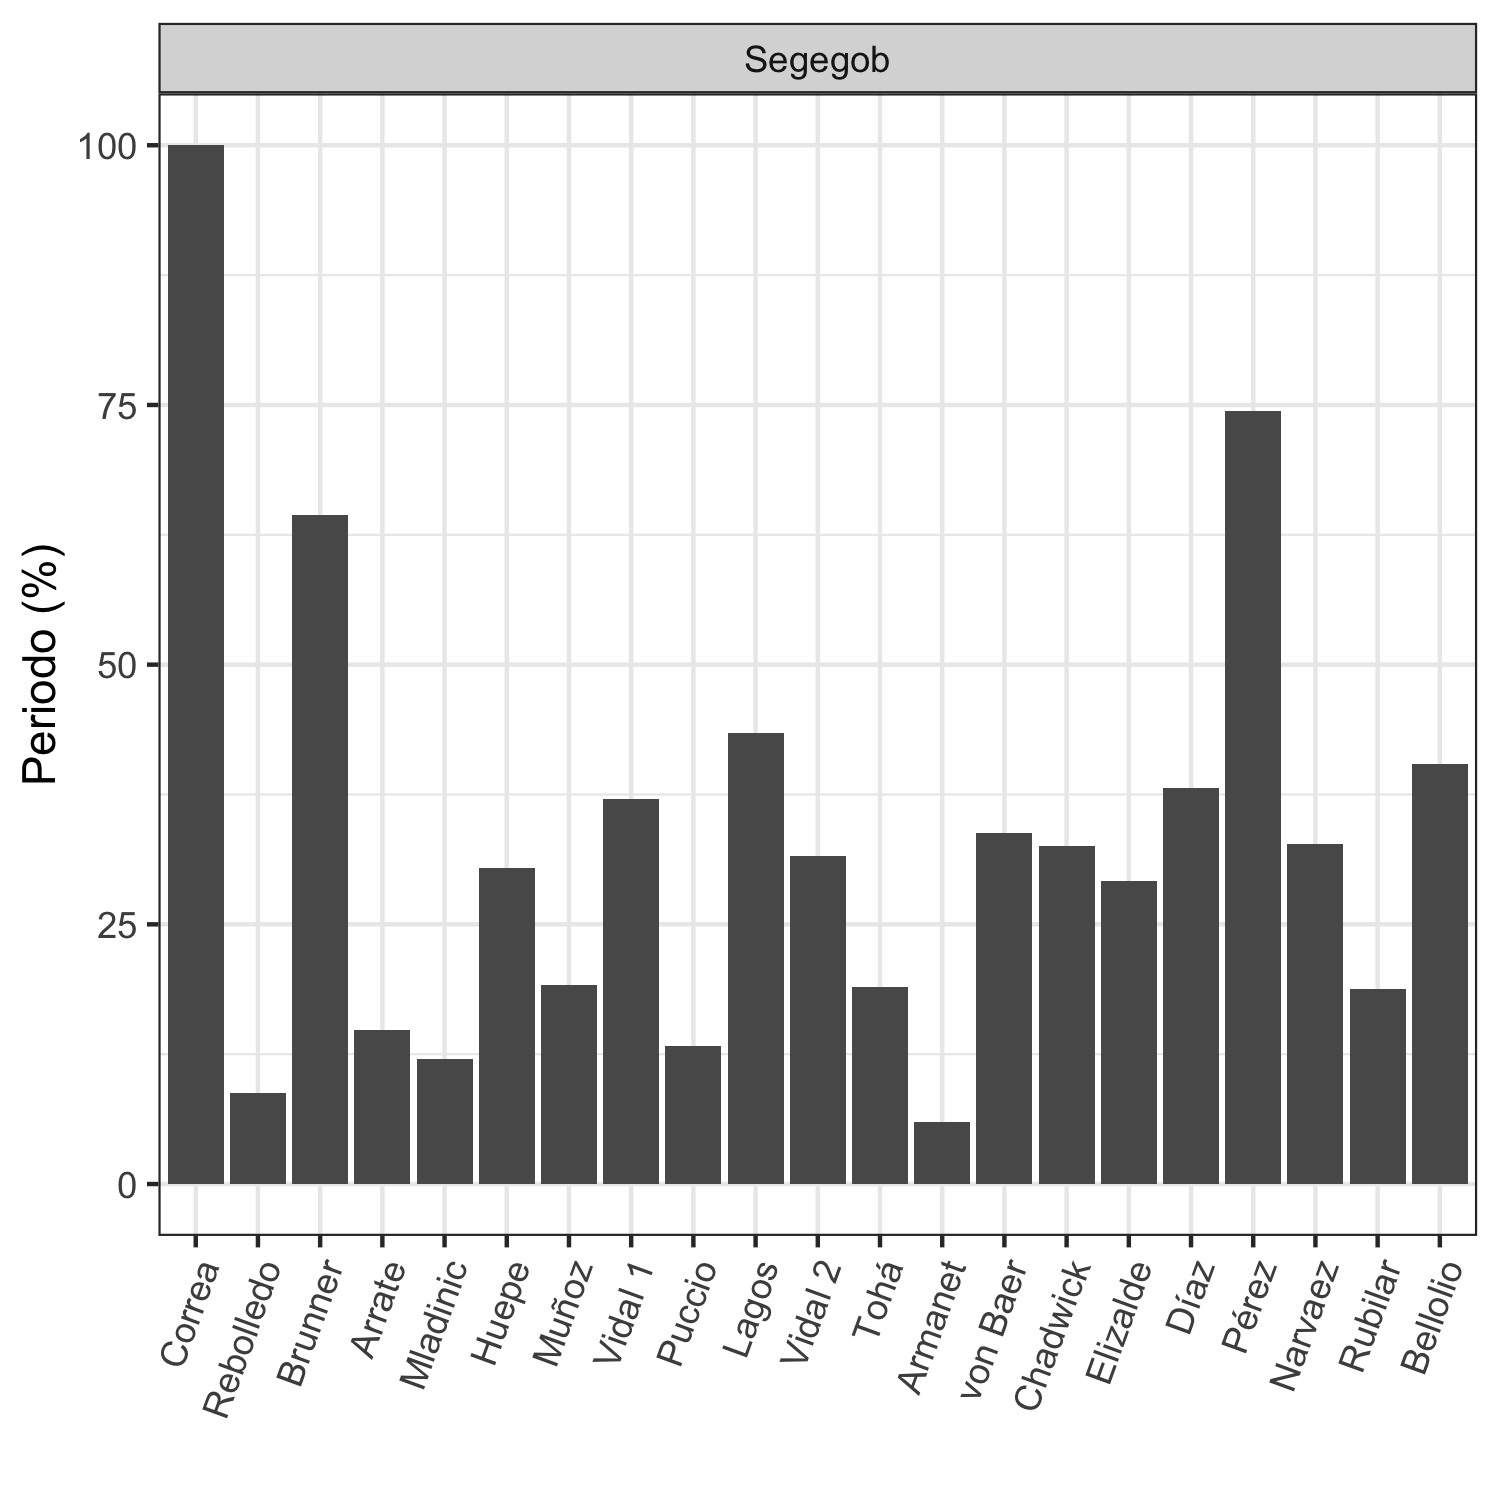 Segegob
Periodo (%)
100
75
50
25
0
Correa
Rebolledo
Brunner
Arrate
Mladinic
Huepe
Muñoz
Vidal 1
Puccio
Lagos
Vidal 2
Tohá
Armanet
von Baer
Chadwick
Elizalde
Díaz
Pérez
Narvaez
Rubilar
Bellolio